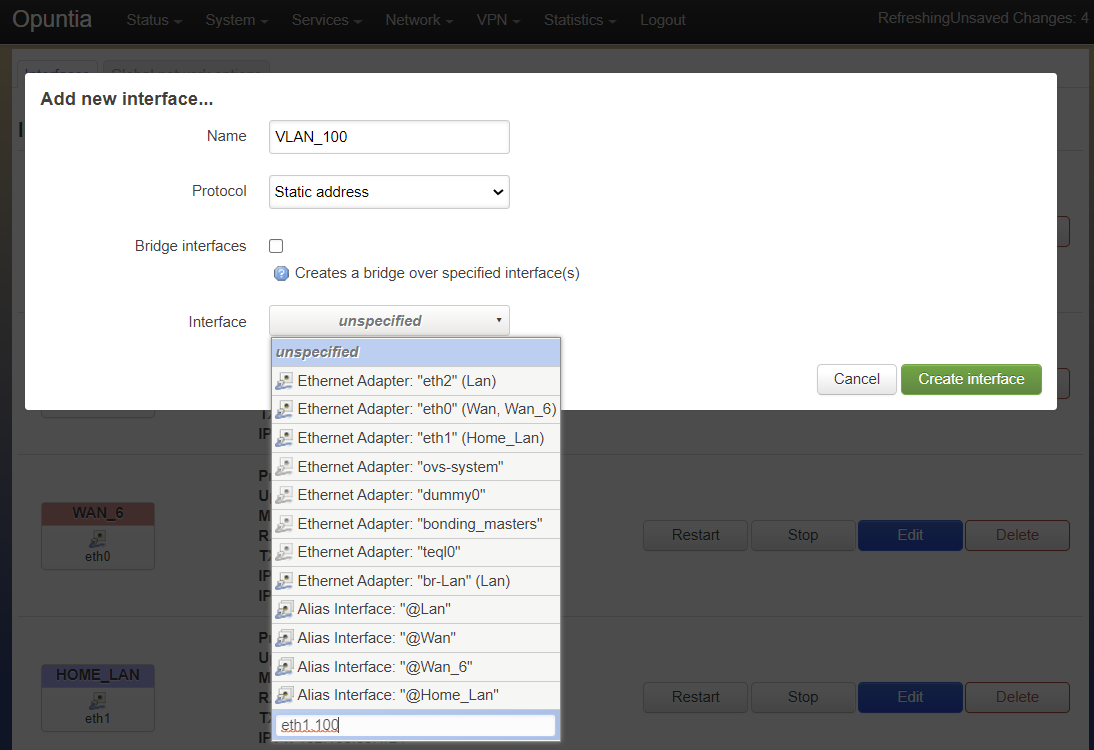 Opuntia Status System Services Network VPN Statistics Logout RefreshingUnsaved Changes: 4
Add new interface...
Name VLAN_100
Protocol Static address
Bridge interfaces
Creates a bridge over specified interface(s)
Interface unspecified
unspecified
Ethernet Adapter: "eth2" (Lan)
Ethernet Adapter: "eth0" (Wan, Wan_6)
Ethernet Adapter: "eth1" (Home_Lan)
Ethernet Adapter: "ovs-system"
Ethernet Adapter: "dummy0"
Ethernet Adapter: "bonding_masters"
Ethernet Adapter: "teql0"
Ethernet Adapter: "br-Lan" (Lan)
Alias Interface: "@Lan"
Alias Interface: "@Wan"
Alias Interface: "@Wan_6"
Alias Interface: "@Home_Lan"
eth1.100
Cancel Create interface
WAN_6
eth0
Restart Stop Edit Delete
HOME_LAN
eth1
Restart Stop Edit Delete